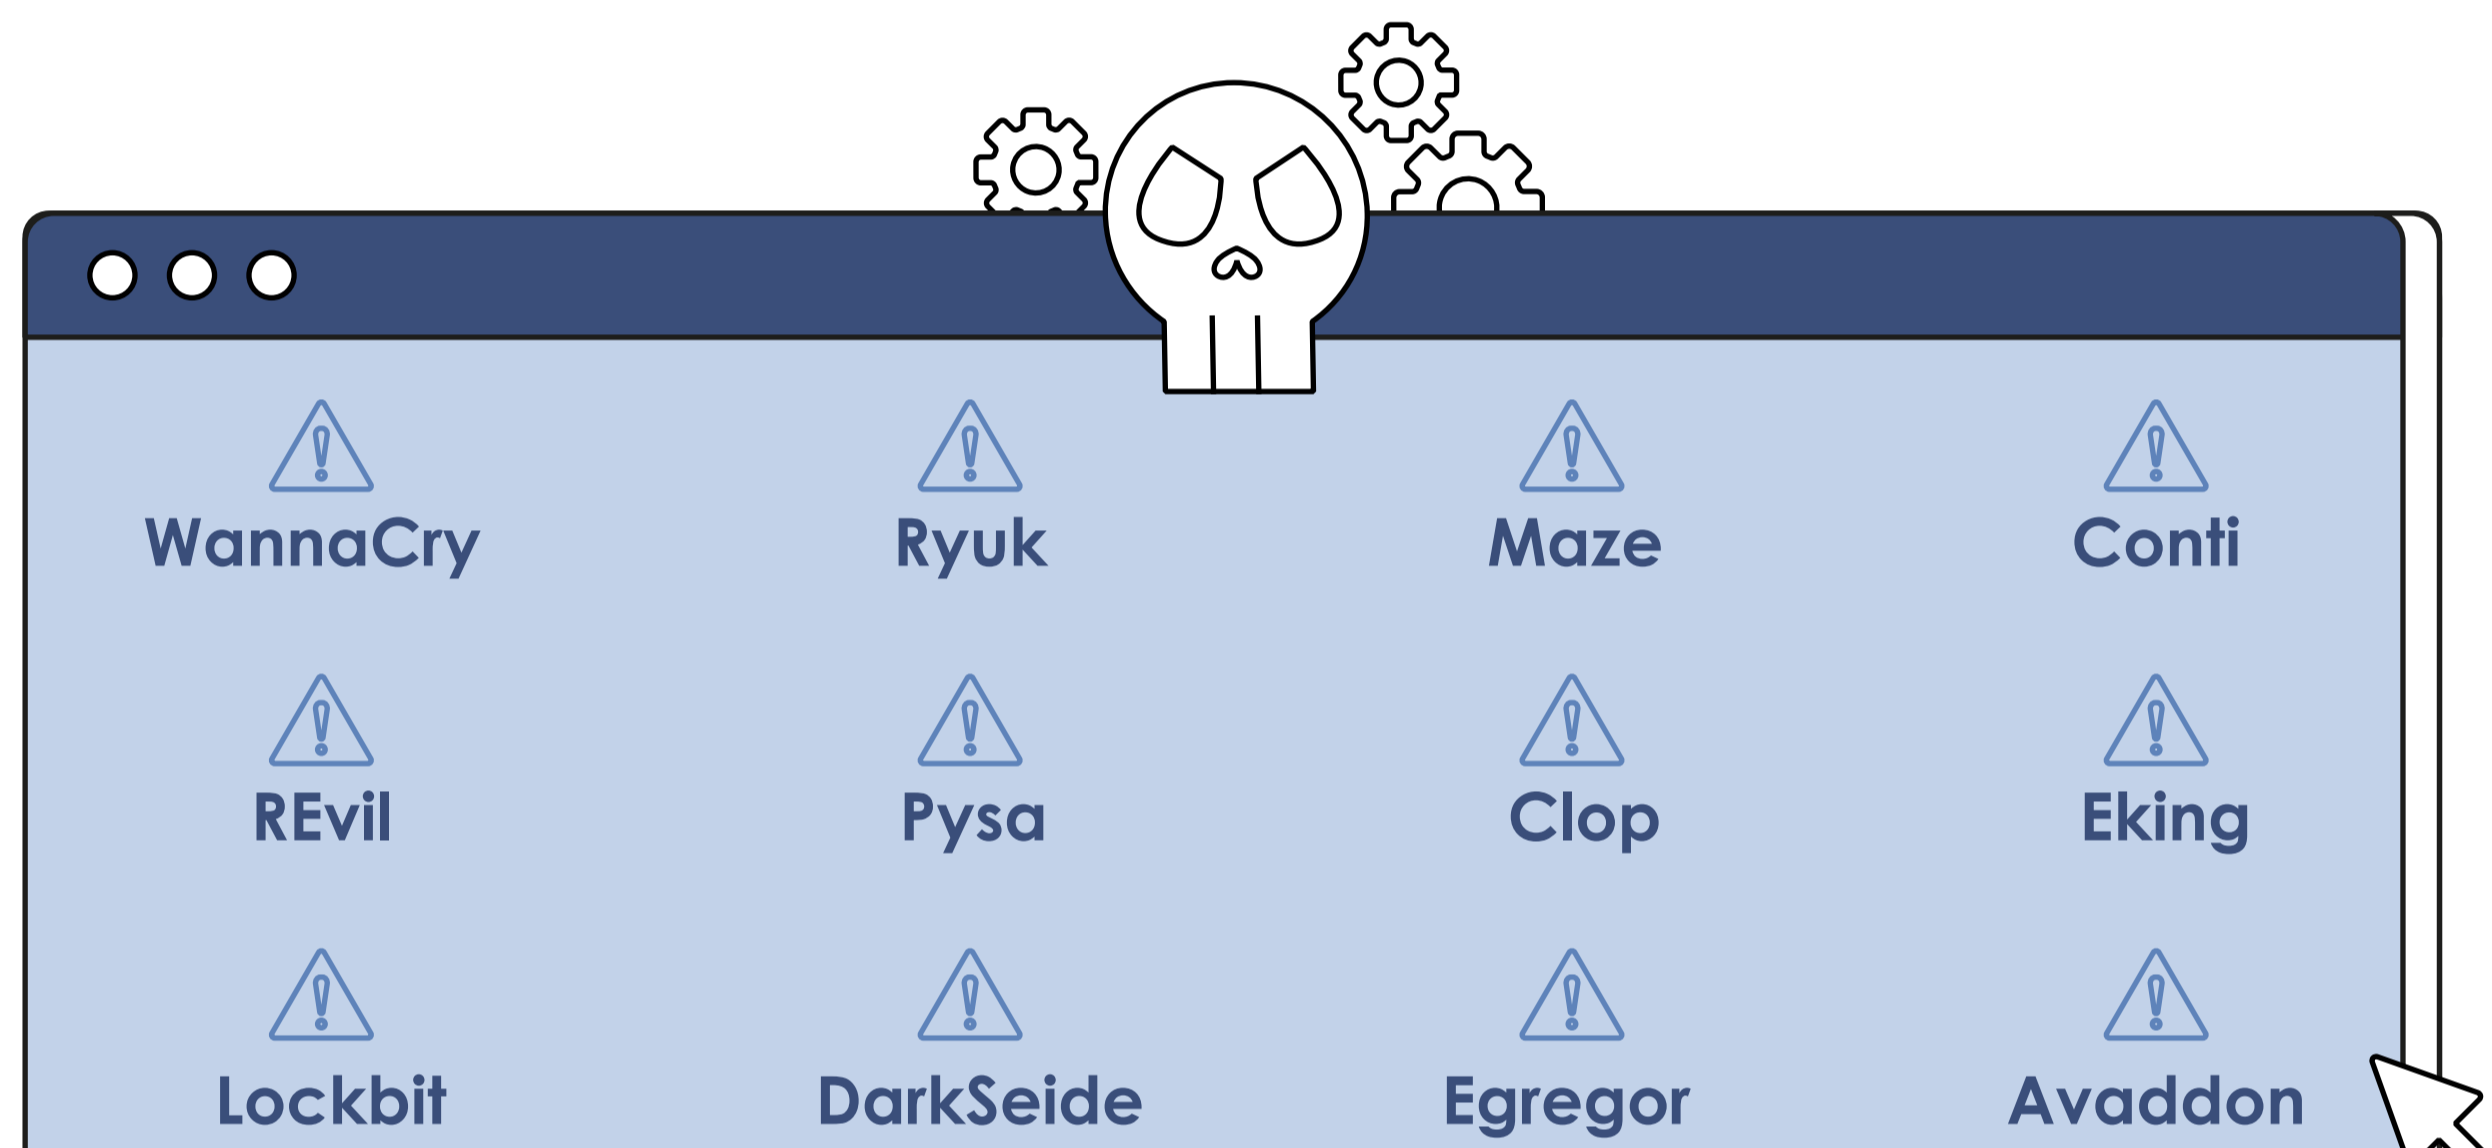 WannaCry Ryuk Maze Conti
REvil Pysa Clop Eking
Lockbit DarkSeide Egregor Avaddon